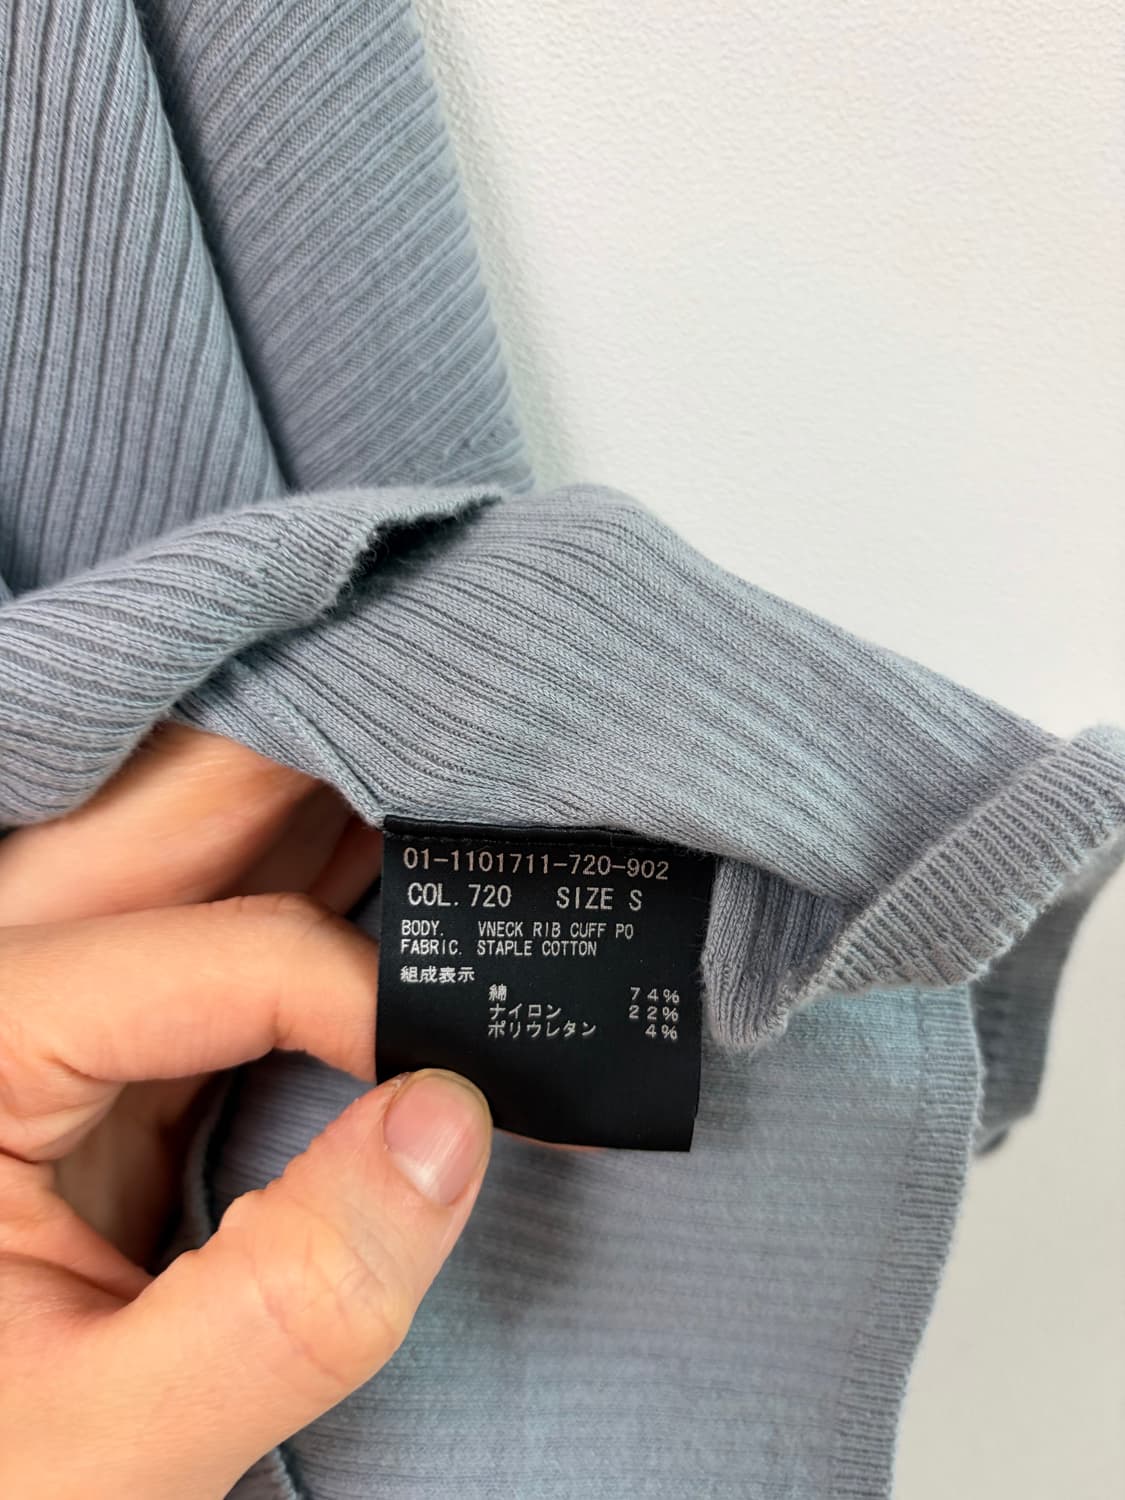 01-1101711-720-902
COL. 720 SIZE S
BODY. VNECK RIB CUFF PO
FABRIC. STAPLE COTTON
組成表示
綿 74%
ナイロン 22%
ポリウレタン 4%